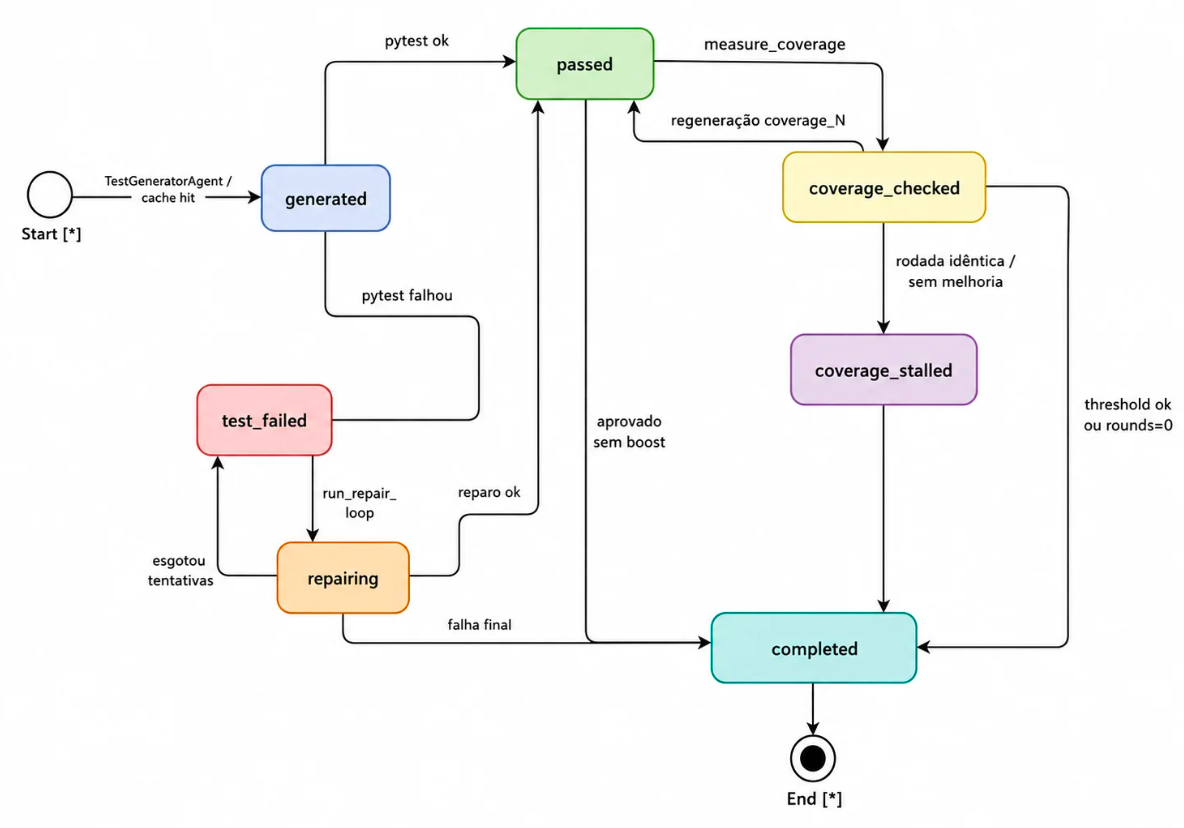 pytest ok
passed
measure_coverage
regeneração coverage_N
TestGeneratorAgent /
cache hit
generated
coverage_checked
Start [*]
rodada idêntica /
sem melhoria
pytest falhou
coverage_stalled
test_failed
aprovado
sem boost
threshold ok
ou rounds=0
run_repair_
loop
reparo ok
esgotou
tentativas
repairing
falha final
completed
End [*]